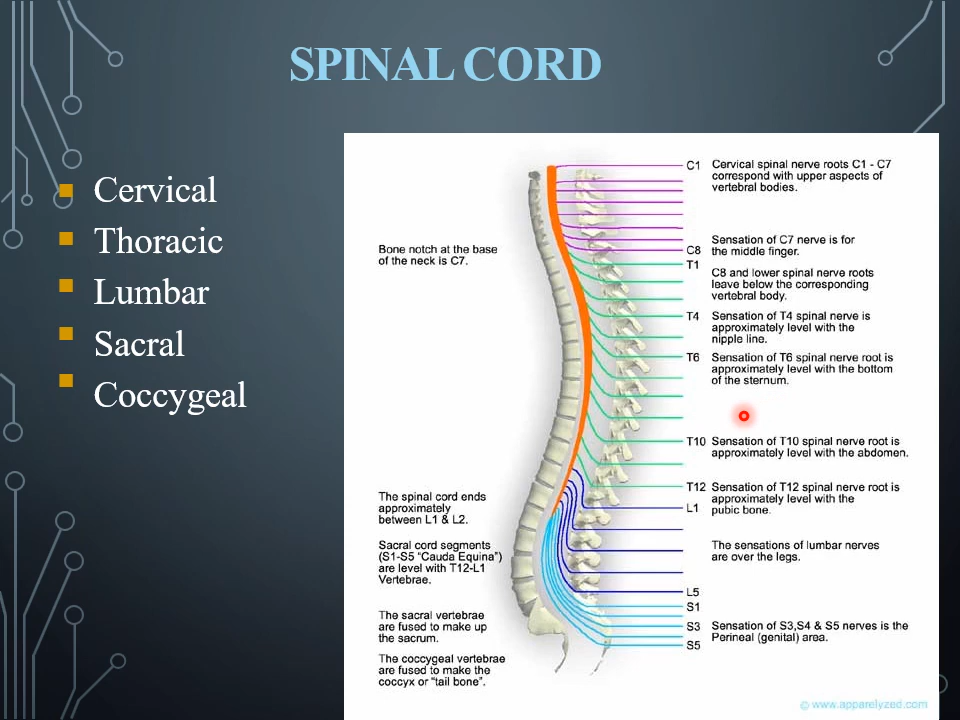 SPINAL CORD
Cervical
Thoracic
Lumbar
Sacral
Coccygeal
Bone notch at the base
of the neck is C7.
The spinal cord ends
approximately
between L1 & L2.
Sacral cord segments
(S1-S5 “Cauda Equina”)
are level with T12-L1
Vertebrae.
The sacral vertebrae
are fused to make up
the sacrum.
The coccygeal vertebrae
are fused to make the
coccyx or “tail bone”.
C1
Cervical spinal nerve roots C1 - C7
correspond with upper aspects of
vertebral bodies.
Sensation of C7 nerve is for
the middle finger.
C8
T1
C8 and lower spinal nerve roots
leave below the corresponding
vertebral body.
T4
Sensation of T4 spinal nerve is
approximately level with the
nipple line.
T6
Sensation of T6 spinal nerve root is
approximately level with the bottom
of the sternum.
T10
Sensation of T10 spinal nerve root is
approximately level with the abdomen.
T12
Sensation of T12 spinal nerve root is
approximately level with the
pubic bone.
L1
The sensations of lumbar nerves
are over the legs.
L5
S1
S3
Sensation of S3,S4 & S5 nerves is the
Perineal (genital) area.
S5
© www.apparelyzed.com